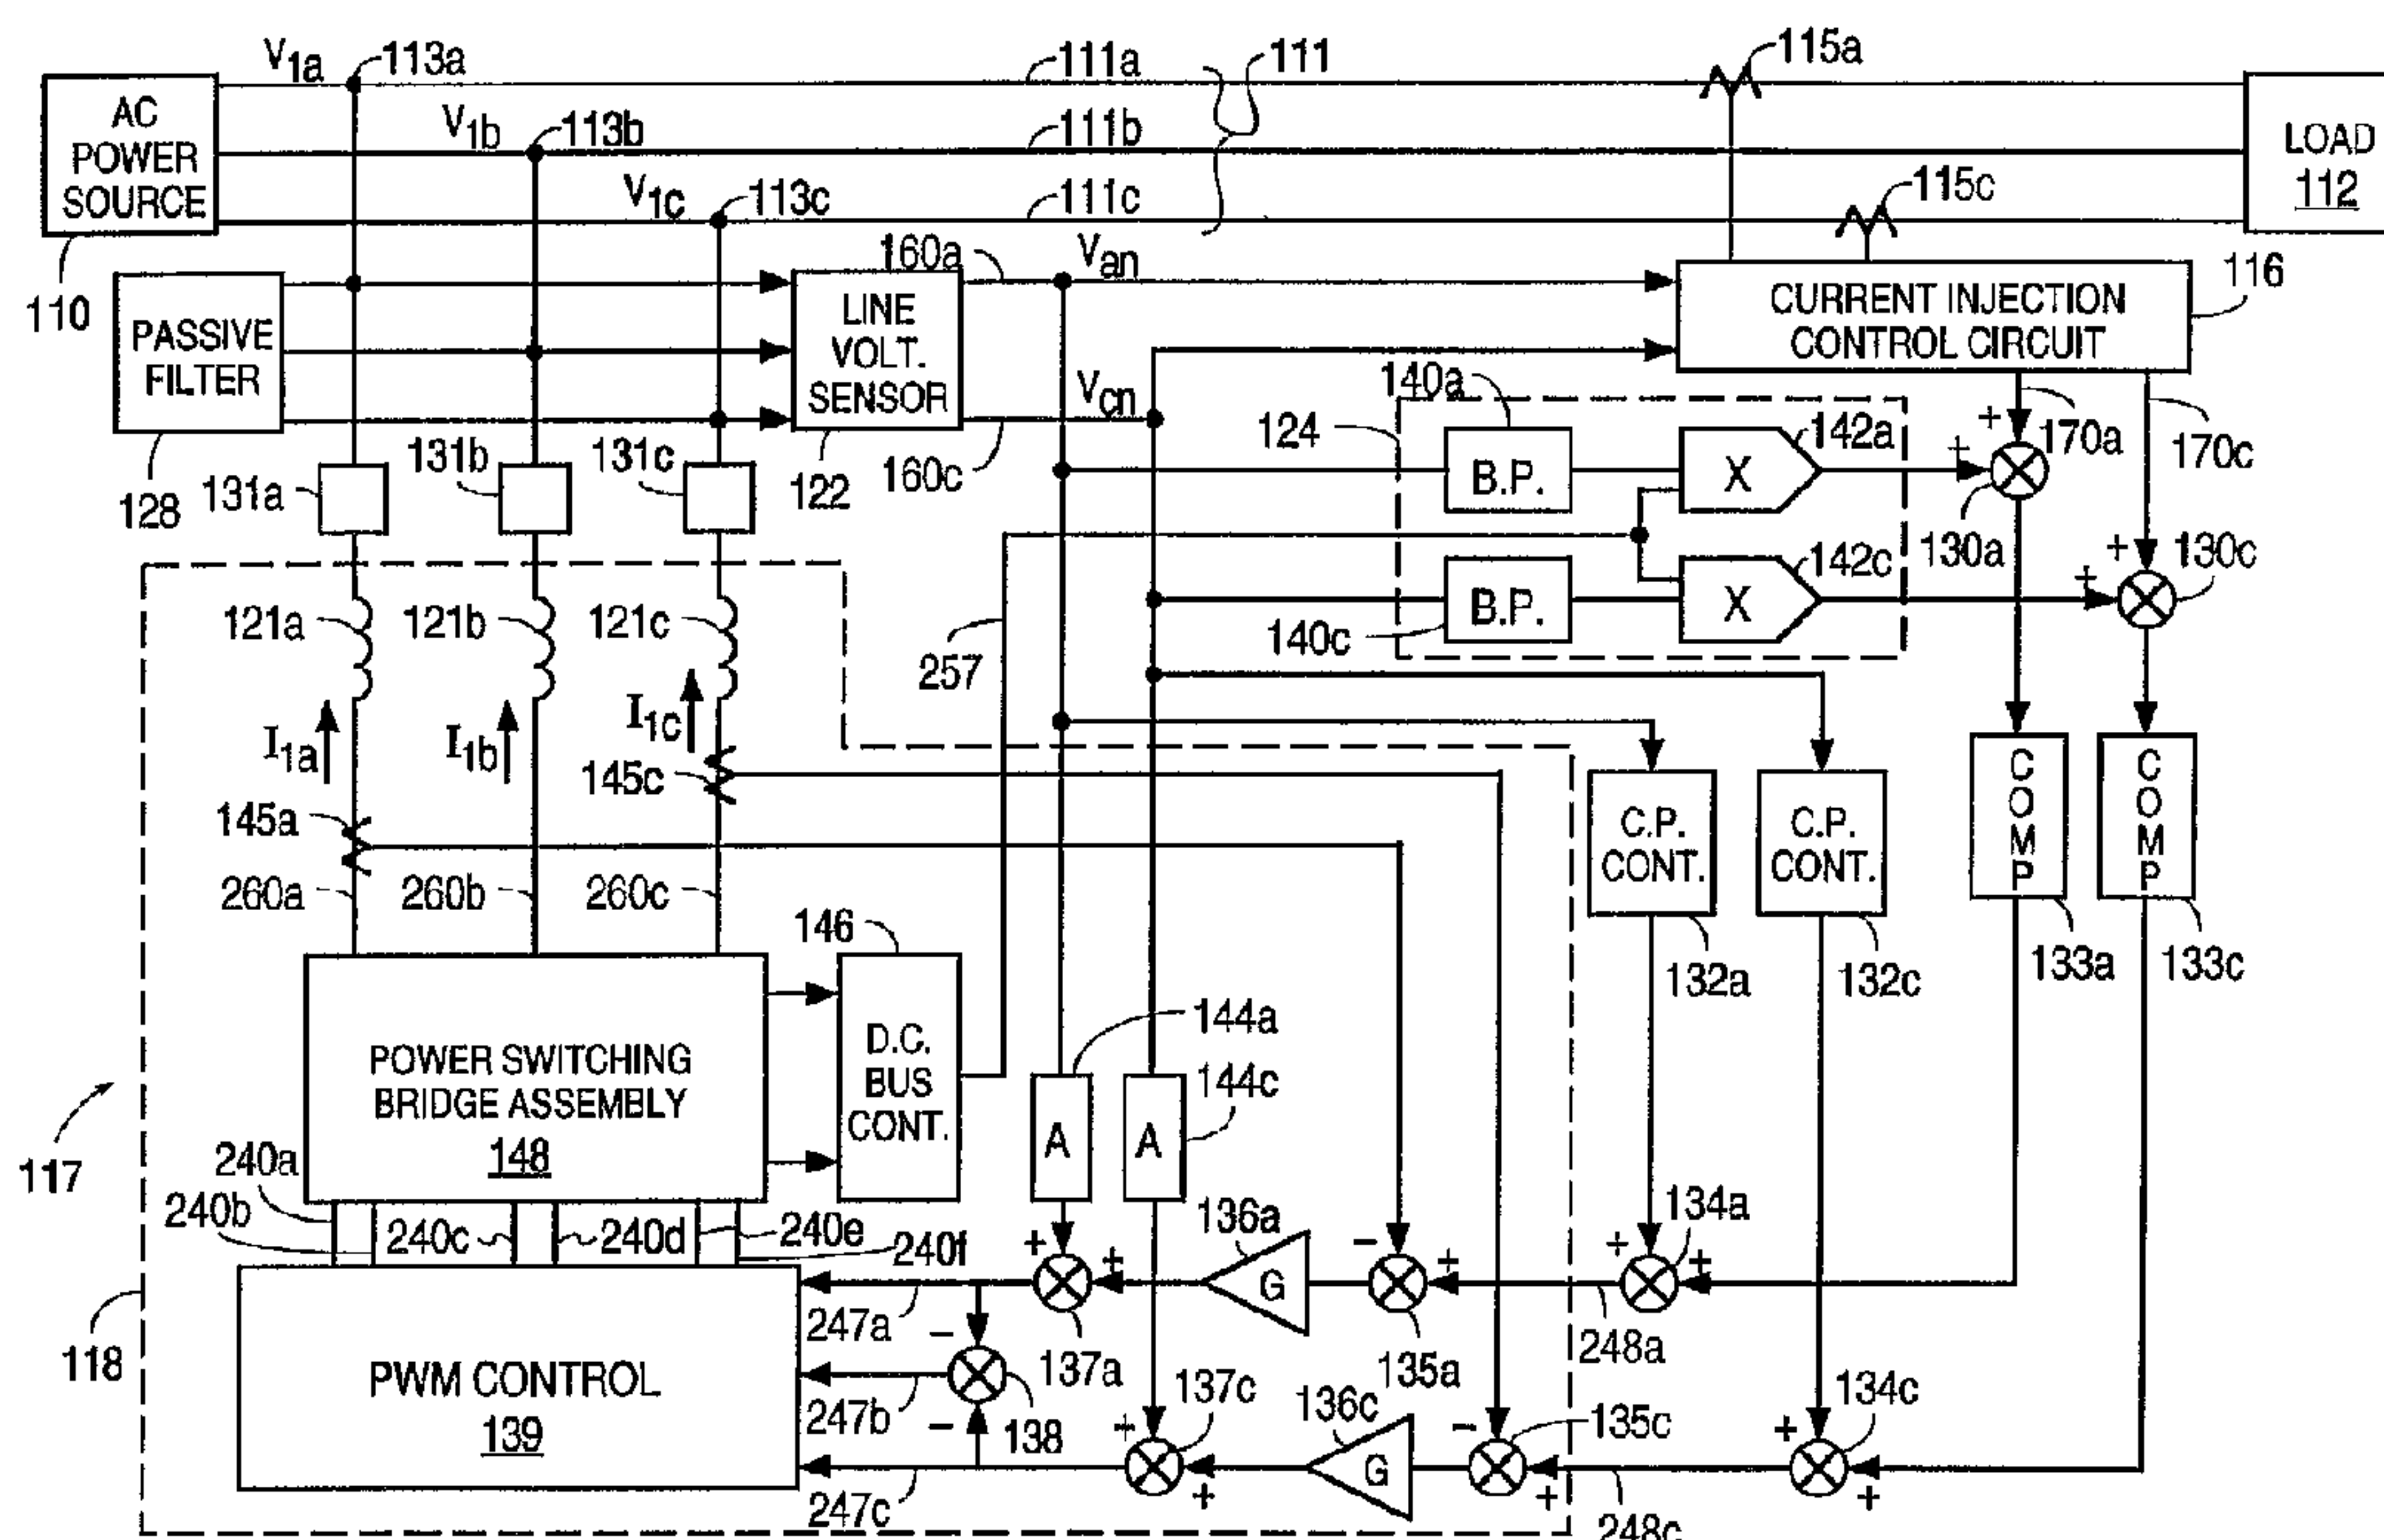 V1a
113a
111a
111
115a
AC
POWER
SOURCE
V1b
113b
111b
LOAD
112
V1c
113c
111c
115c
110
PASSIVE
FILTER
128
LINE
VOLT.
SENSOR
122
160a
Van
Vcn
160c
CURRENT INJECTION
CONTROL CIRCUIT
116
131a
131b
131c
124
140a
B.P.
X
142a
+
+
170a
170c
130a
140c
B.P.
X
142c
+
+
130c
257
121a
121b
121c
I1a
I1b
I1c
145a
145c
260a
260b
260c
C.P.
CONT.
132a
C.P.
CONT.
132c
C
O
M
P
133a
C
O
M
P
133c
146
D.C.
BUS
CONT.
144a
A
144c
A
POWER SWITCHING
BRIDGE ASSEMBLY
148
117
240a
240b
240c
240d
240e
240f
118
PWM CONTROL
139
247a
+
+
137a
136a
G
-
+
135a
248a
+
+
134a
-
247b
-
138
247c
+
+
137c
136c
G
-
+
135c
248c
+
+
134c